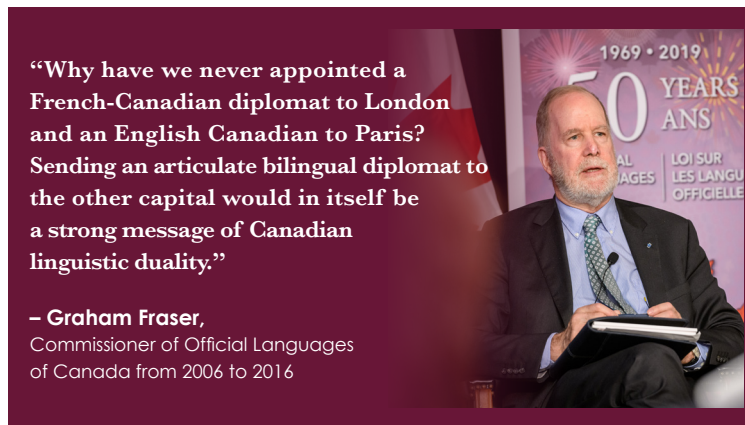 “Why have we never appointed a
French-Canadian diplomat to London
and an English Canadian to Paris?
Sending an articulate bilingual diplomat to
the other capital would in itself be
a strong message of Canadian
linguistic duality.”
– Graham Fraser,
Commissioner of Official Languages
of Canada from 2006 to 2016
1969 • 2019
50 YEARS
ANS
LOI SUR
LES LANGU
OFFICIELLE